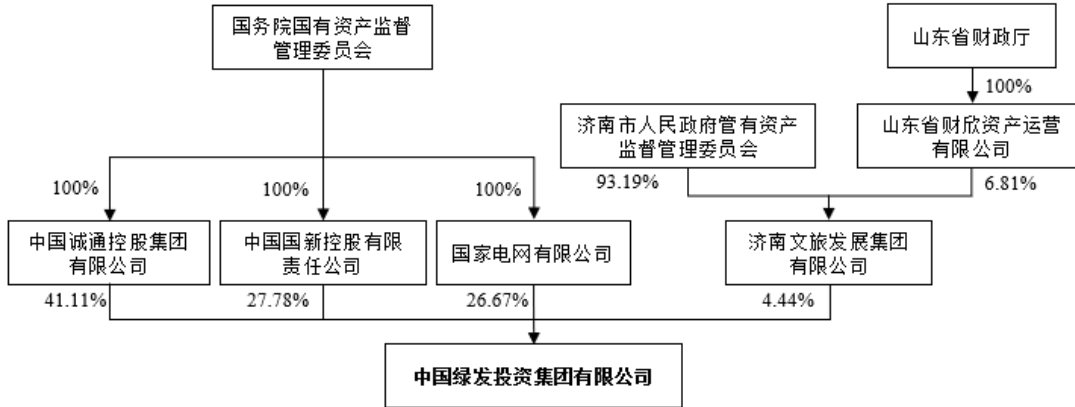 国务院国有资产监督
管理委员会
山东省财政厅
100%
济南市人民政府管有资产
监督管理委员会
山东省财欣资产运营
有限公司
100%
100%
100%
93.19%
6.81%
中国诚通控股集团
有限公司
中国国新控股有限
责任公司
国家电网有限公司
济南文旅发展集团
有限公司
41.11%
27.78%
26.67%
4.44%
中国绿发投资集团有限公司